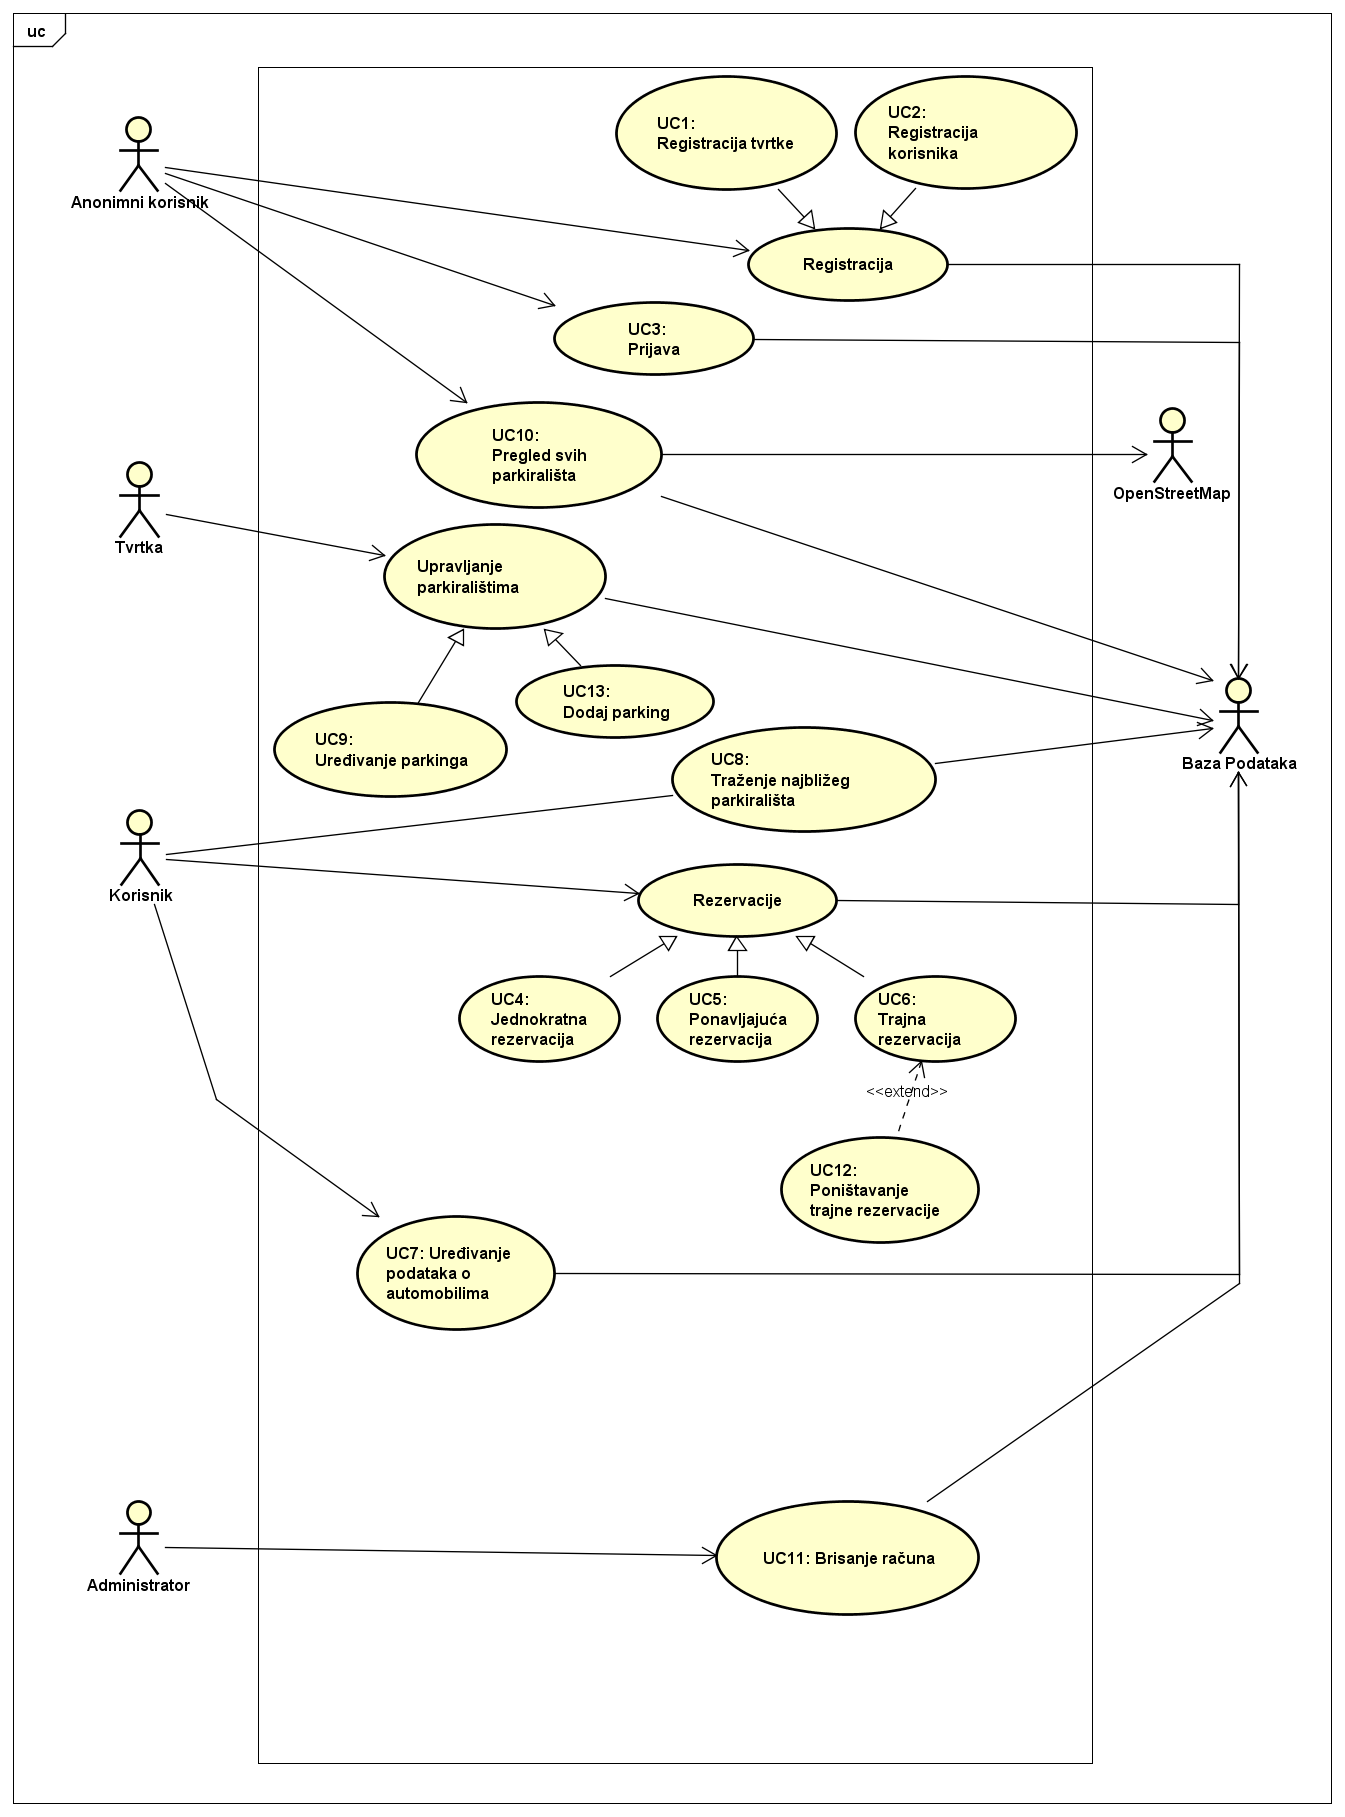 uc
UC1:
Registracija tvrtke
UC2:
Registracija
korisnika
Anonimni korisnik
Registracija
UC3:
Prijava
UC10:
Pregled svih
parkirališta
OpenStreetMap
Tvrtka
Upravljanje
parkiralištima
UC13:
Dodaj parking
UC9:
Uređivanje parkinga
UC8:
Traženje najbližeg
parkirališta
Baza Podataka
Korisnik
Rezervacije
UC4:
Jednokratna
rezervacija
UC5:
Ponavljajuća
rezervacija
UC6:
Trajna
rezervacija
<<extend>>
UC12:
Poništavanje
trajne rezervacije
UC7: Uređivanje
podataka o
automobilima
Administrator
UC11: Brisanje računa